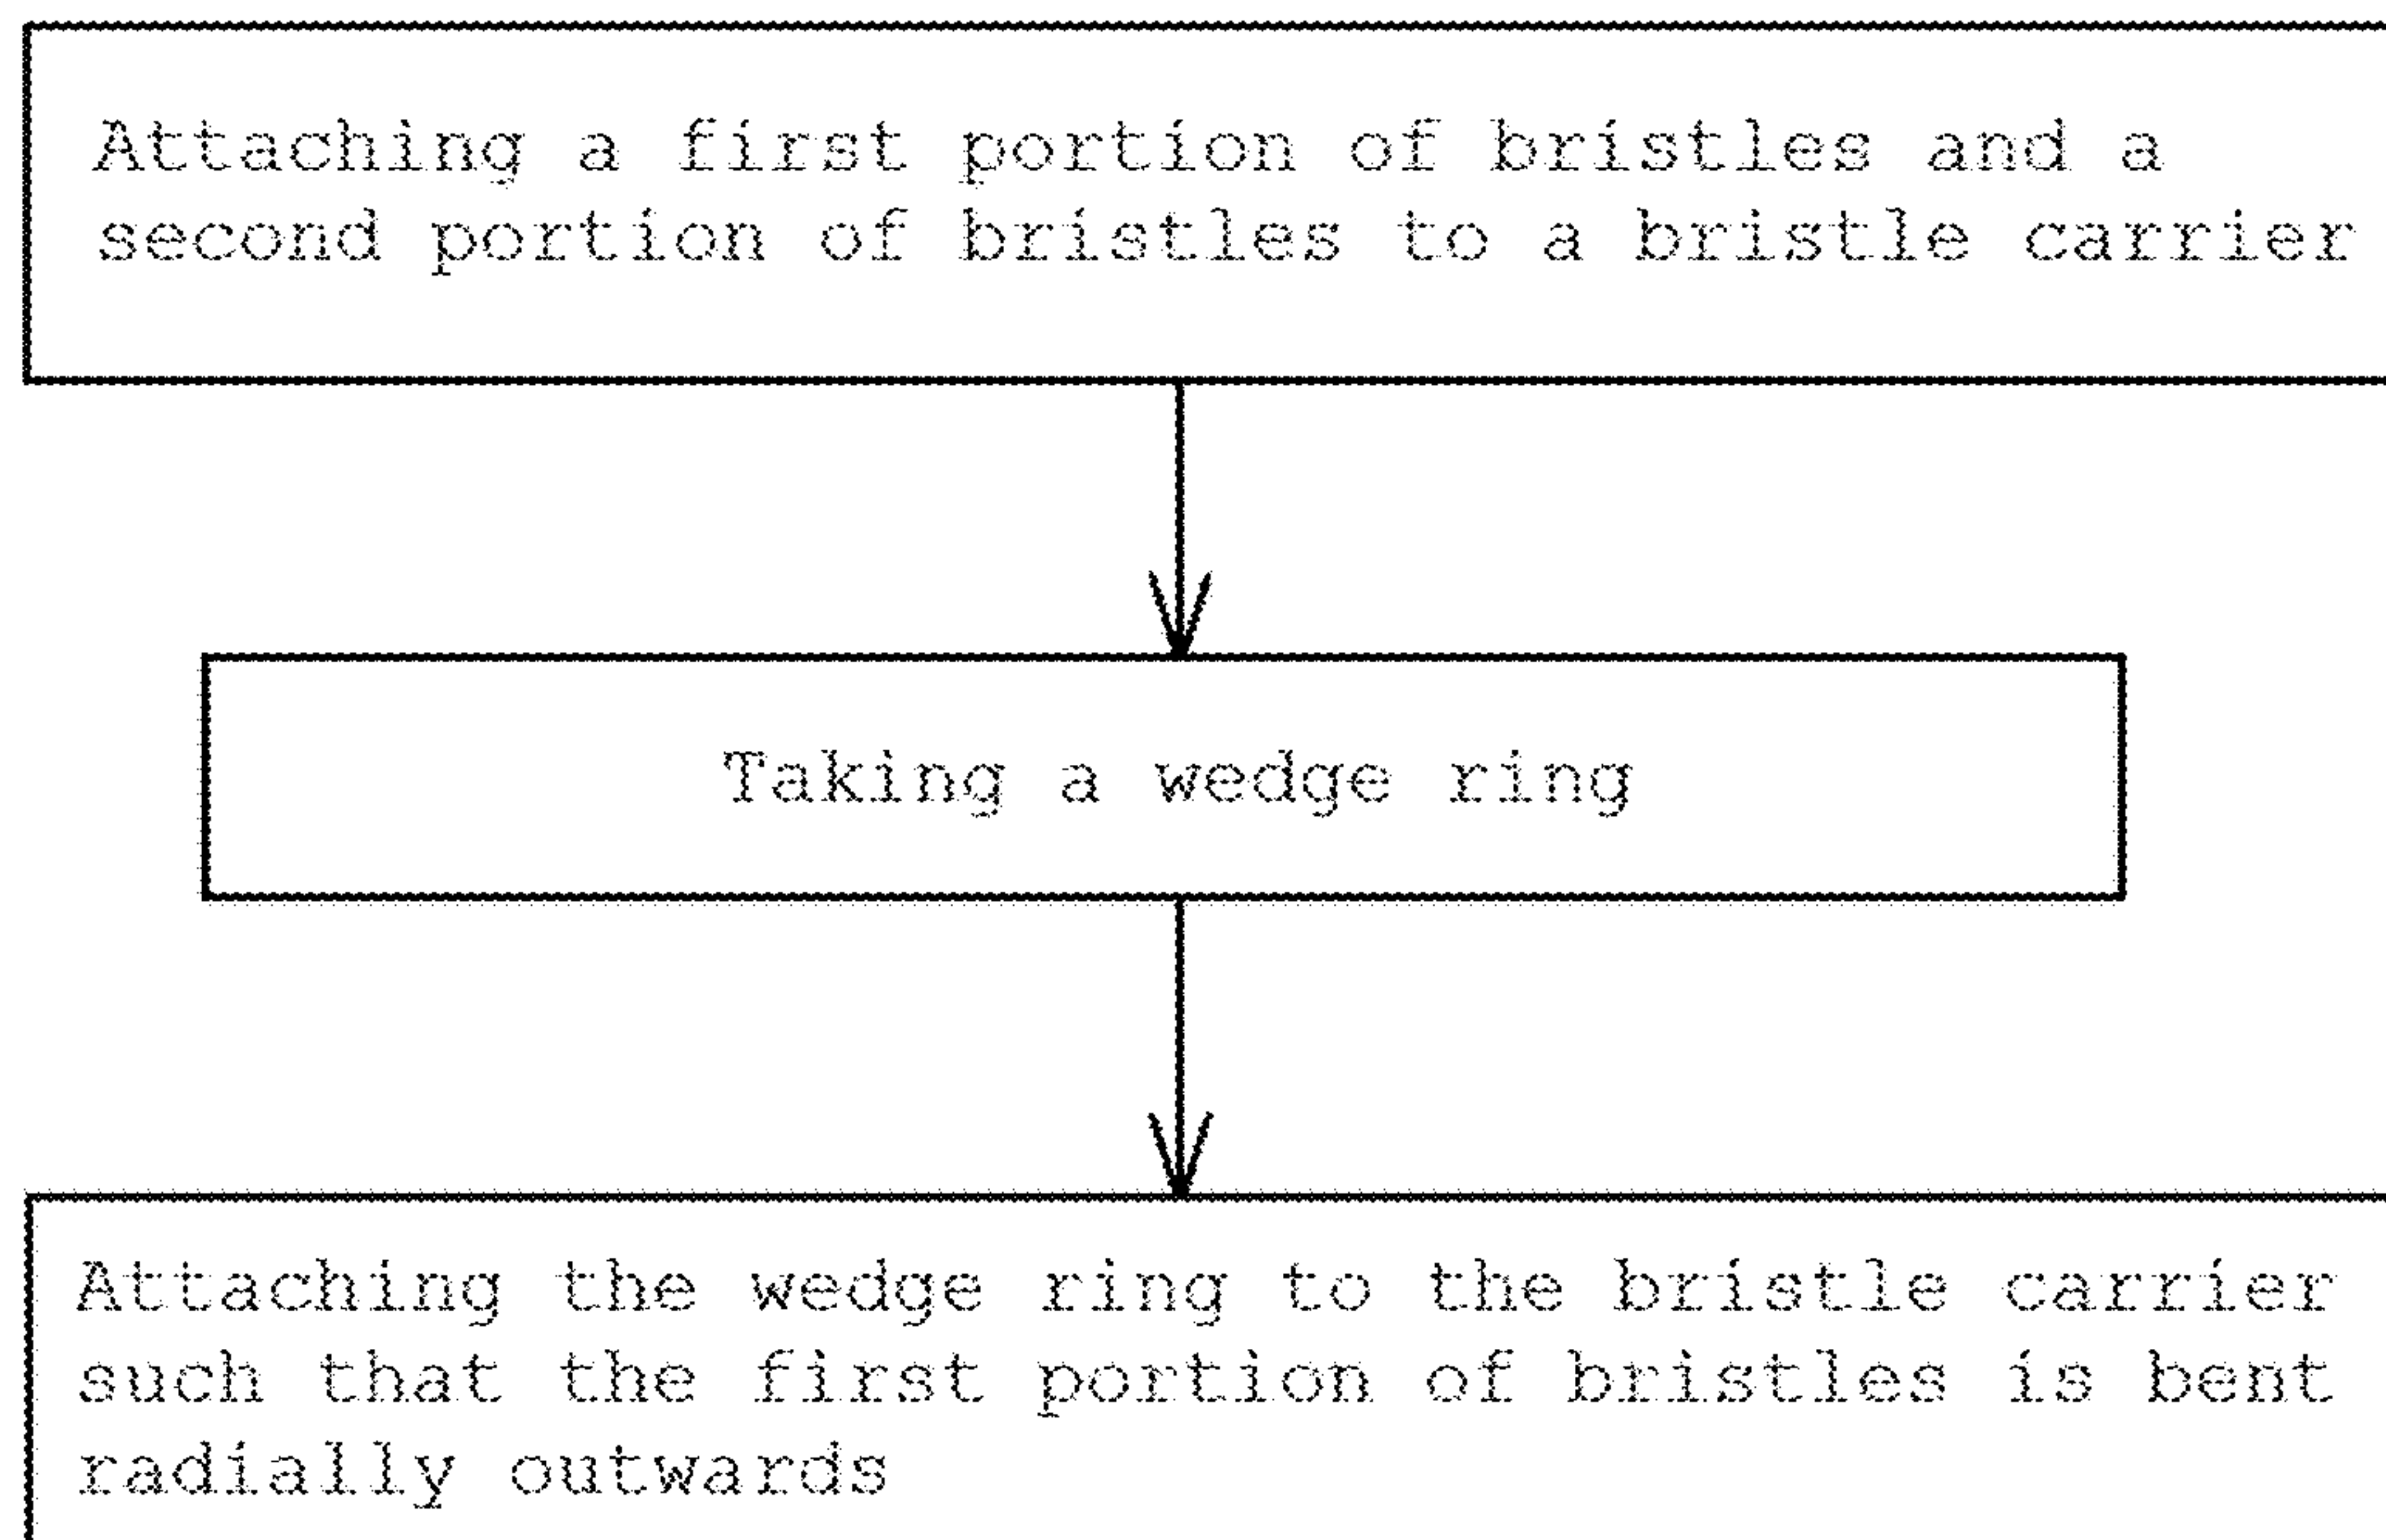 Attaching a first portion of bristles and a
second portion of bristles to a bristle carrier
Taking a wedge ring
Attaching the wedge ring to the bristle carrier
such that the first portion of bristles is bent
radially outwards